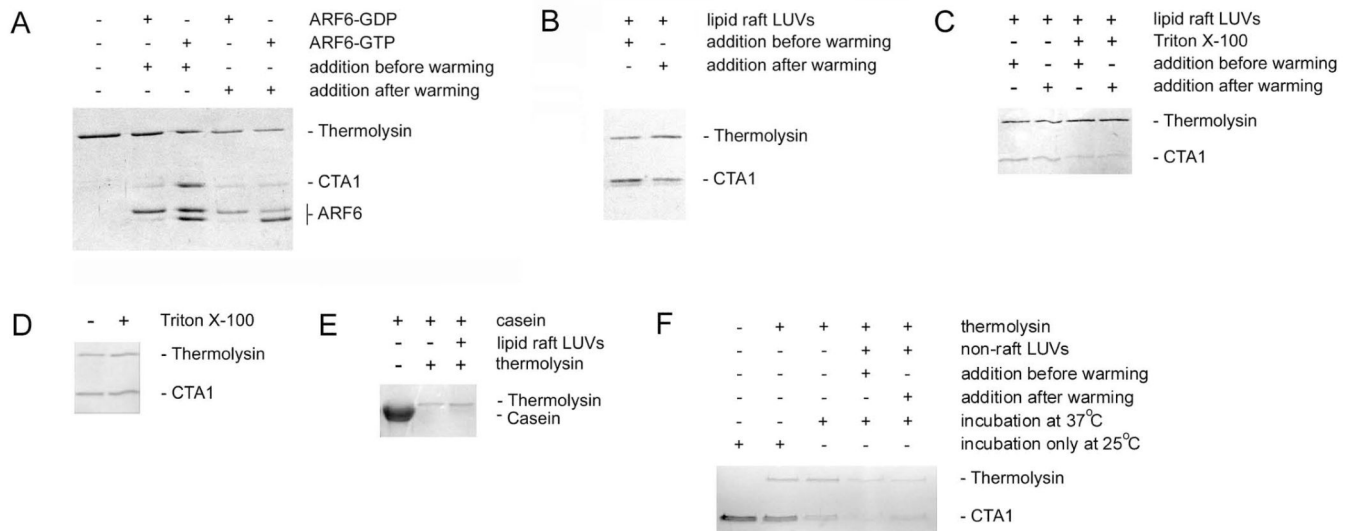 A
- + - + - ARF6-GDP
- - + - + ARF6-GTP
- + + - - addition before warming
- - - + + addition after warming
- Thermolysin
- CTA1
- ARF6
B
+ + lipid raft LUVs
+ - addition before warming
- + addition after warming
- Thermolysin
- CTA1
C
+ + + + lipid raft LUVs
- - + + Triton X-100
+ - + - addition before warming
- + - + addition after warming
- Thermolysin
- CTA1
D
- + Triton X-100
- Thermolysin
- CTA1
E
+ + + casein
- - + lipid raft LUVs
- + + thermolysin
- Thermolysin
- Casein
F
- + + + + thermolysin
- - - + + non-raft LUVs
- - - + - addition before warming
- - - - + addition after warming
- - + + + incubation at 37°C
+ + - - - incubation only at 25°C
- Thermolysin
- CTA1